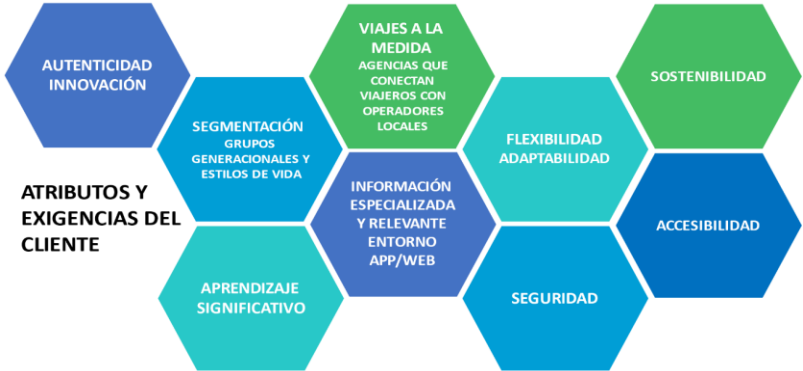 AUTENTICIDAD
INNOVACIÓN
SEGMENTACIÓN
GRUPOS
GENERACIONALES Y
ESTILOS DE VIDA
VIAJES A LA
MEDIDA
AGENCIAS QUE
CONECTAN
VIAJEROS CON
OPERADORES
LOCALES
FLEXIBILIDAD
ADAPTABILIDAD
SOSTENIBILIDAD
ATRIBUTOS Y
EXIGENCIAS DEL
CLIENTE
INFORMACIÓN
ESPECIALIZADA
Y RELEVANTE
ENTORNO
APP/WEB
ACCESIBILIDAD
APRENDIZAJE
SIGNIFICATIVO
SEGURIDAD